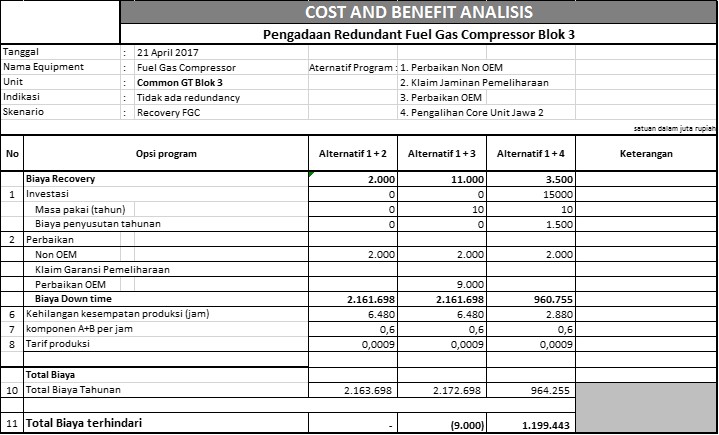 COST AND BENEFIT ANALISIS
Pengadaan Redundant Fuel Gas Compressor Blok 3
Tanggal : 21 April 2017
Nama Equipment : Fuel Gas Compressor Aternatif Program : 1. Perbaikan Non OEM
Unit : Common GT Blok 3 2. Klaim Jaminan Pemeliharaan
Indikasi : Tidak ada redundancy 3. Perbaikan OEM
Skenario : Recovery FGC 4. Pengalihan Core Unit Jawa 2
satuan dalam juta rupiah
No Opsi program Alternatif 1 + 2 Alternatif 1 + 3 Alternatif 1 + 4 Keterangan
Biaya Recovery 2.000 11.000 3.500
1 Investasi 0 0 15000
Masa pakai (tahun) 0 10 10
Biaya penyusutan tahunan 0 0 1.500
2 Perbaikan
Non OEM 2.000 2.000 2.000
Klaim Garansi Pemeliharaan
Perbaikan OEM 9.000
Biaya Down time 2.161.698 2.161.698 960.755
6 Kehilangan kesempatan produksi (jam) 6.480 6.480 2.880
7 komponen A+B per jam 0,6 0,6 0,6
8 Tarif produksi 0,0009 0,0009 0,0009
Total Biaya
10 Total Biaya Tahunan 2.163.698 2.172.698 964.255
11 Total Biaya terhindari - (9.000) 1.199.443